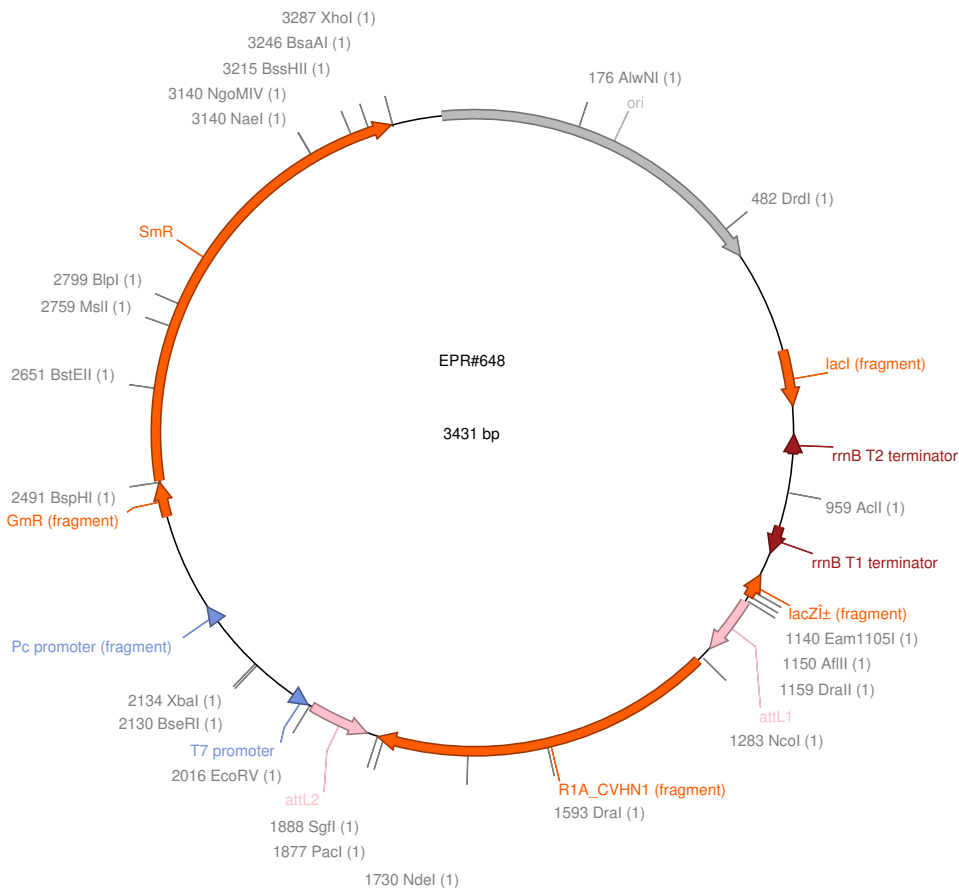 3287 XhoI (1)
3246 BsaAI (1)
3215 BssHII (1)
3140 NgoMIV (1)
3140 NaeI (1)
176 AlwNI (1)
ori
482 DrdI (1)
SmR
2799 BlpI (1)
2759 MslI (1)
2651 BstEII (1)
EPR#648
3431 bp
lacI (fragment)
rrnB T2 terminator
2491 BspHI (1)
GmR (fragment)
959 AclI (1)
rrnB T1 terminator
lacZÎ± (fragment)
Pc promoter (fragment)
1140 Eam1105I (1)
1150 AflII (1)
1159 DraII (1)
attL1
1283 NcoI (1)
2134 XbaI (1)
2130 BseRI (1)
T7 promoter
2016 EcoRV (1)
attL2
R1A_CVHN1 (fragment)
1593 DraI (1)
1888 SgfI (1)
1877 PacI (1)
1730 NdeI (1)